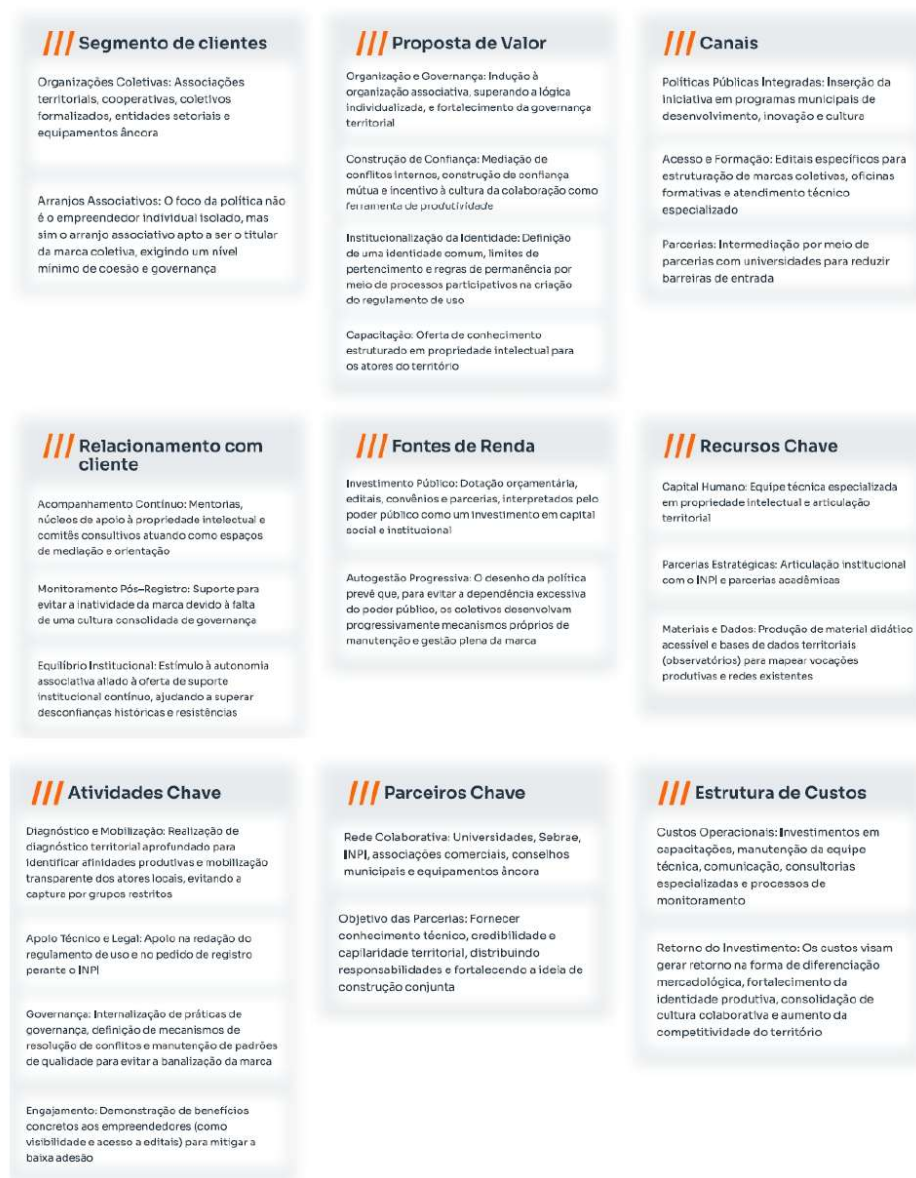 /// Segmento de clientes
Organizações Coletivas: Associações
territoriais, cooperativas, coletivos
formalizados, entidades setoriais e
equipamentos âncora
Arranjos Associativos: O foco da política não
é o empreendedor individual isolado, mas
sim o arranjo associativo apto a ser o titular
da marca coletiva, exigindo um nível
mínimo de coesão e governança
/// Proposta de Valor
Organização e Governança: Indução à
organização associativa, superando a lógica
individualizada, e fortalecimento da governança
territorial
Construção de Confiança: Mediação de
conflitos internos, construção de confiança
mútua e incentivo à cultura da colaboração como
ferramenta de produtividade
Institucionalização da Identidade: Definição
de uma identidade comum, limites de
pertencimento e regras de permanência por
meio de processos participativos na criação
do regulamento de uso
Capacitação: Oferta de conhecimento
estruturado em propriedade intelectual para
os atores do território
/// Canais
Políticas Públicas Integradas: Inserção da
iniciativa em programas municipais de
desenvolvimento, inovação e cultura
Acesso e Formação: Editais específicos para
estruturação de marcas coletivas, oficinas
formativas e atendimento técnico
especializado
Parcerias: Intermediação por meio de
parcerias com universidades para reduzir
barreiras de entrada
/// Relacionamento com
cliente
Acompanhamento Contínuo: Mentorias,
núcleos de apoio à propriedade intelectual e
comitês consultivos atuando como espaços
de mediação e orientação
Monitoramento Pós-Registro: Suporte para
evitar a inatividade da marca devido à falta
de uma cultura consolidada de governança
Equilíbrio Institucional: Estímulo à autonomia
associativa aliado à oferta de suporte
institucional contínuo, ajudando a superar
desconfianças históricas e resistências
/// Fontes de Renda
Investimento Público: Dotação orçamentária,
editais, convênios e parcerias, interpretados pelo
poder público como um investimento em capital
social e institucional
Autogestão Progressiva: O desenho da política
prevê que, para evitar a dependência excessiva
do poder público, os coletivos desenvolvam
progressivamente mecanismos próprios de
manutenção e gestão plena da marca
/// Recursos Chave
Capital Humano: Equipe técnica especializada
em propriedade intelectual e articulação
territorial
Parcerias Estratégicas: Articulação institucional
com o INPI e parcerias acadêmicas
Materiais e Dados: Produção de material didático
acessível e bases de dados territoriais
(observatórios) para mapear vocações
produtivas e redes existentes
/// Atividades Chave
Diagnóstico e Mobilização: Realização de
diagnóstico territorial aprofundado para
identificar afinidades produtivas e mobilização
transparente dos atores locais, evitando a
captura por grupos restritos
Apoio Técnico e Legal: Apoio na redação do
regulamento de uso e no pedido de registro
perante o INPI
Governança: Internalização de práticas de
governança, definição de mecanismos de
resolução de conflitos e manutenção de padrões
de qualidade para evitar a banalização da marca
Engajamento: Demonstração de benefícios
concretos aos empreendedores (como
visibilidade e acesso a editais) para mitigar a
baixa adesão
/// Parceiros Chave
Rede Colaborativa: Universidades, Sebrae,
INPI, associações comerciais, conselhos
municipais e equipamentos âncora
Objetivo das Parcerias: Fornecer
conhecimento técnico, credibilidade e
capilaridade territorial, distribuindo
responsabilidades e fortalecendo a ideia de
construção conjunta
/// Estrutura de Custos
Custos Operacionais: Investimentos em
capacitações, manutenção da equipe
técnica, comunicação, consultorias
especializadas e processos de
monitoramento
Retorno do Investimento: Os custos visam
gerar retorno na forma de diferenciação
mercadológica, fortalecimento da
identidade produtiva, consolidação de
cultura colaborativa e aumento da
competitividade do território